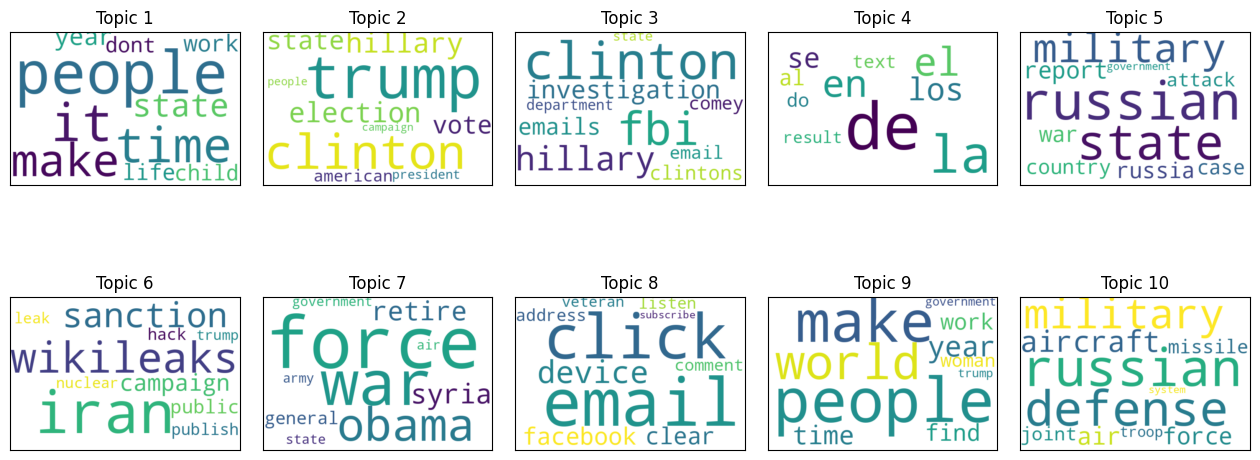 Topic 1
year dont work
people
it state
make time
life child
Topic 2
state hillary
people trump
election
campaign vote
clinton
american president
Topic 3
state
clinton
investigation
department comey
emails fbi
hillary email
clintons
Topic 4
se text el
al en los
do
result de la
Topic 5
military
report government attack
russian
war state
country russia case
Topic 6
leak sanction
hack trump
wikileaks
nuclear campaign
iran public
publish
Topic 7
government retire
force
air
army war syria
general obama
state
Topic 8
veteran listen
address subscribe
click
device comment
email
facebook clear
Topic 9
government
make work
world year
woman
trump
people
time find
Topic 10
military
aircraft missile
russian
system
defense
joint air troop force